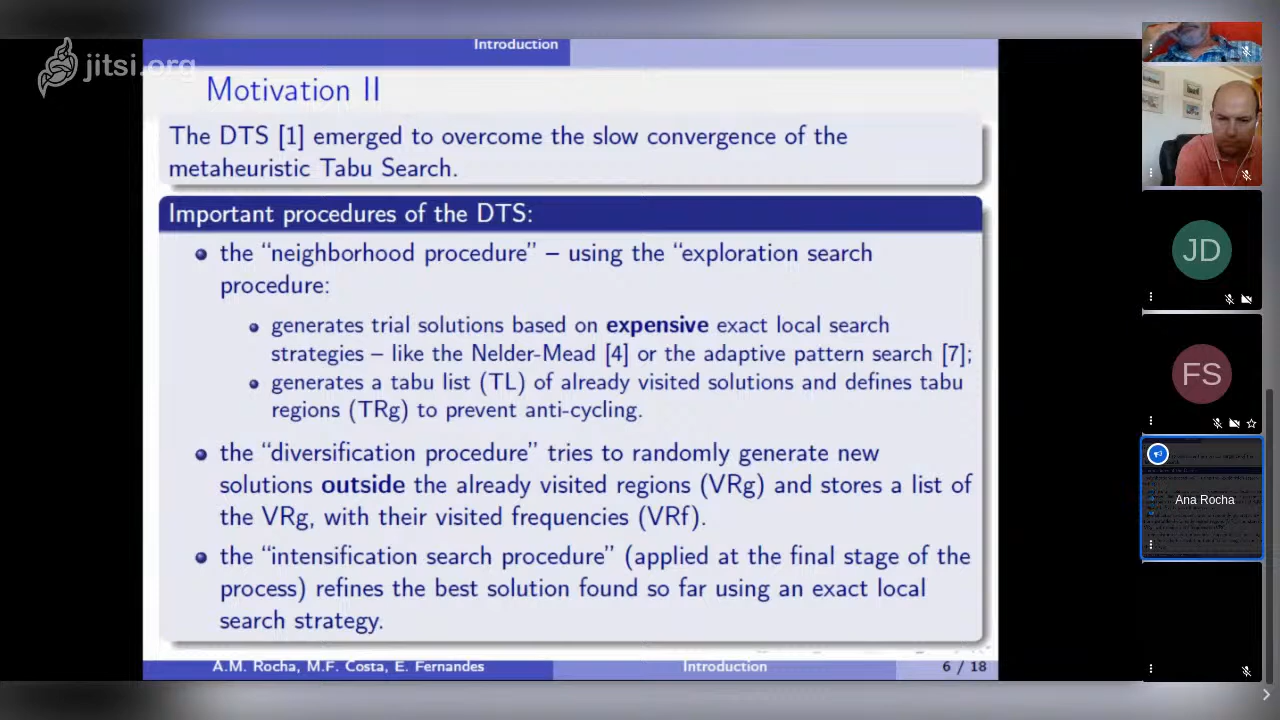 Introduction
jitsi.org
Motivation II
The DTS [1] emerged to overcome the slow convergence of the
metaheuristic Tabu Search.
Important procedures of the DTS:
the “neighborhood procedure” – using the “exploration search
procedure:
generates trial solutions based on expensive exact local search
strategies – like the Nelder-Mead [4] or the adaptive pattern search [7];
generates a tabu list (TL) of already visited solutions and defines tabu
regions (TRg) to prevent anti-cycling.
the “diversification procedure” tries to randomly generate new
solutions outside the already visited regions (VRg) and stores a list of
the VRg, with their visited frequencies (VRf).
the “intensification search procedure” (applied at the final stage of the
process) refines the best solution found so far using an exact local
search strategy.
A.M. Rocha, M.F. Costa, E. Fernandes
Introduction
6 / 18
JD
FS
Ana Rocha